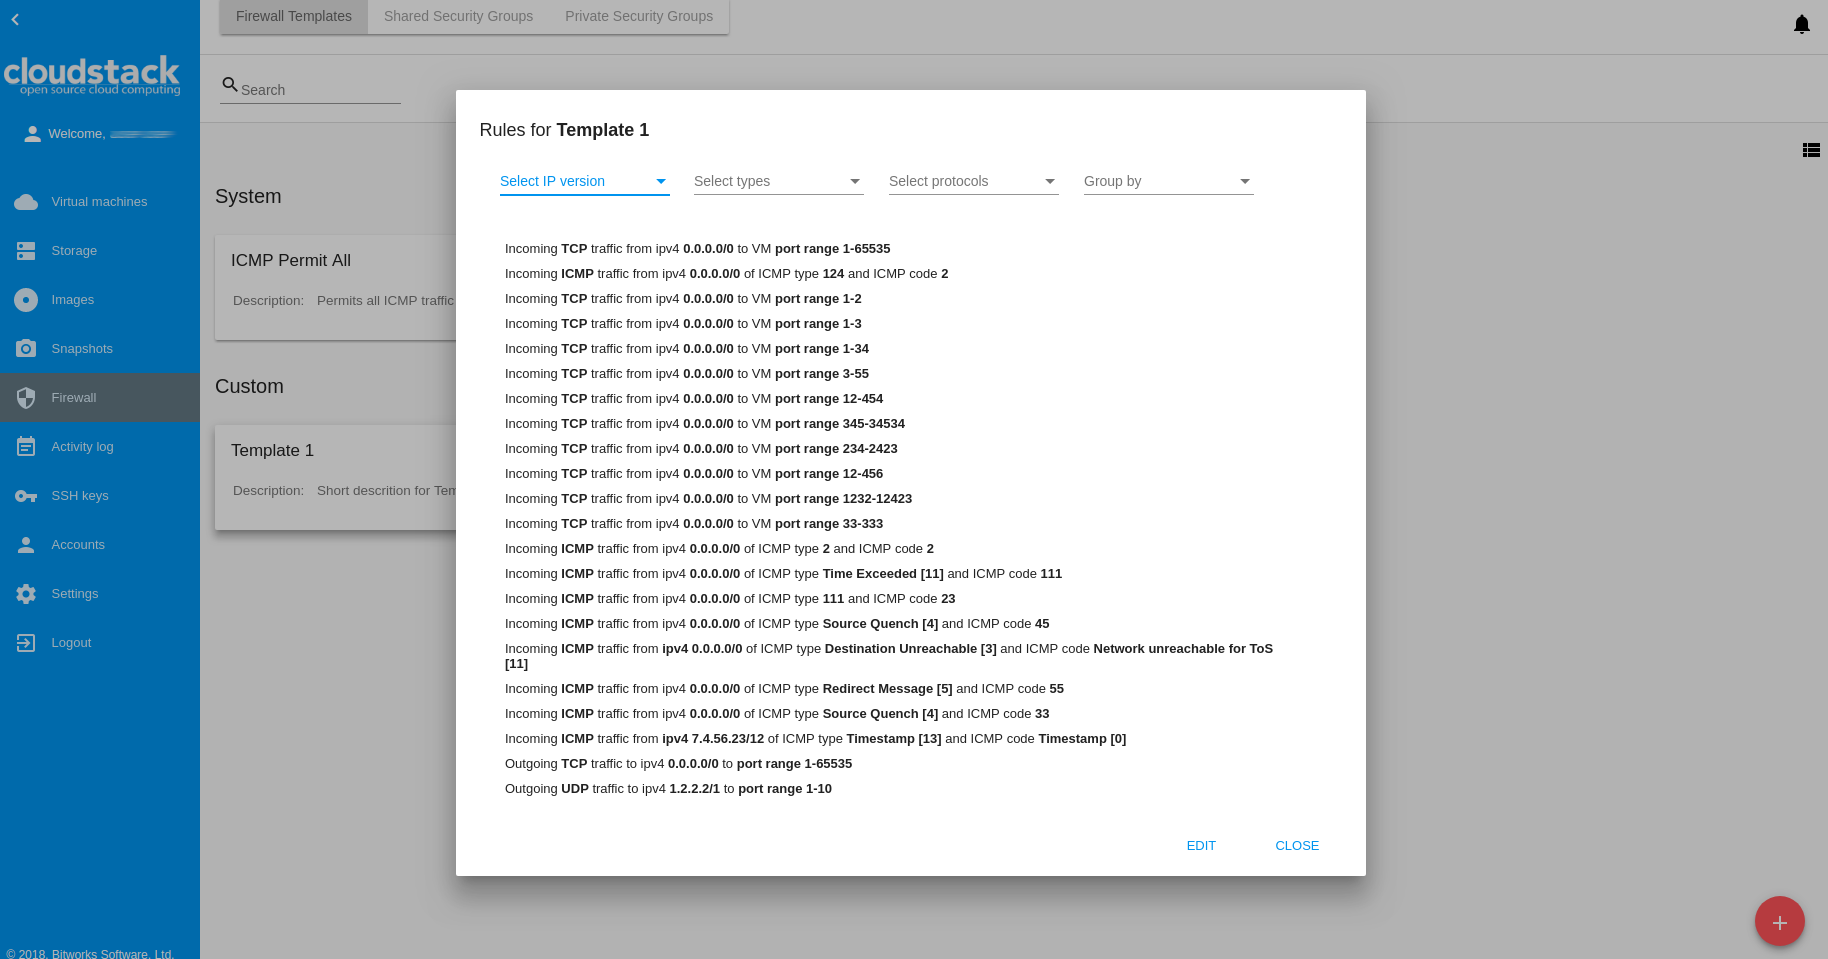 Firewall Templates Shared Security Groups Private Security Groups
cloudstack
open source cloud computing
Search
Welcome,
Virtual machines
Storage
Images
Snapshots
Firewall
Activity log
SSH keys
Accounts
Settings
Logout
© 2018, Bitworks Software, Ltd.
System
ICMP Permit All
Description: Permits all ICMP traffic
Custom
Template 1
Description: Short descrition for
Rules for Template 1
Select IP version Select types Select protocols Group by
Incoming TCP traffic from ipv4 0.0.0.0/0 to VM port range 1-65535
Incoming ICMP traffic from ipv4 0.0.0.0/0 of ICMP type 124 and ICMP code 2
Incoming TCP traffic from ipv4 0.0.0.0/0 to VM port range 1-2
Incoming TCP traffic from ipv4 0.0.0.0/0 to VM port range 1-3
Incoming TCP traffic from ipv4 0.0.0.0/0 to VM port range 1-34
Incoming TCP traffic from ipv4 0.0.0.0/0 to VM port range 3-55
Incoming TCP traffic from ipv4 0.0.0.0/0 to VM port range 12-454
Incoming TCP traffic from ipv4 0.0.0.0/0 to VM port range 345-34534
Incoming TCP traffic from ipv4 0.0.0.0/0 to VM port range 234-2423
Incoming TCP traffic from ipv4 0.0.0.0/0 to VM port range 12-456
Incoming TCP traffic from ipv4 0.0.0.0/0 to VM port range 1232-12423
Incoming TCP traffic from ipv4 0.0.0.0/0 to VM port range 33-333
Incoming ICMP traffic from ipv4 0.0.0.0/0 of ICMP type 2 and ICMP code 2
Incoming ICMP traffic from ipv4 0.0.0.0/0 of ICMP type Time Exceeded [11] and ICMP code 111
Incoming ICMP traffic from ipv4 0.0.0.0/0 of ICMP type 111 and ICMP code 23
Incoming ICMP traffic from ipv4 0.0.0.0/0 of ICMP type Source Quench [4] and ICMP code 45
Incoming ICMP traffic from ipv4 0.0.0.0/0 of ICMP type Destination Unreachable [3] and ICMP code Network unreachable for ToS
[11]
Incoming ICMP traffic from ipv4 0.0.0.0/0 of ICMP type Redirect Message [5] and ICMP code 55
Incoming ICMP traffic from ipv4 0.0.0.0/0 of ICMP type Source Quench [4] and ICMP code 33
Incoming ICMP traffic from ipv4 7.4.56.23/12 of ICMP type Timestamp [13] and ICMP code Timestamp [0]
Outgoing TCP traffic to ipv4 0.0.0.0/0 to port range 1-65535
Outgoing UDP traffic to ipv4 1.2.2.2/1 to port range 1-10
EDIT CLOSE